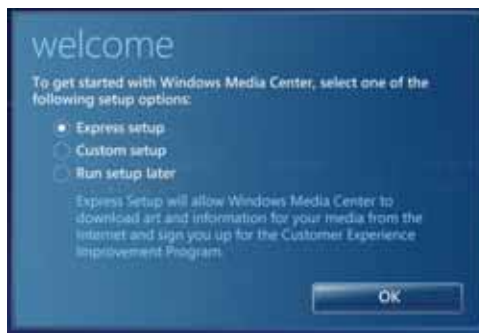 welcome
To get started with Windows Media Center, select one of the
following setup options:
Express setup
Custom setup
Run setup later
Express Setup will allow Windows Media Center to
download art and information for your media from the
Internet and sign you up for the Customer Experience
Improvement Program.
OK